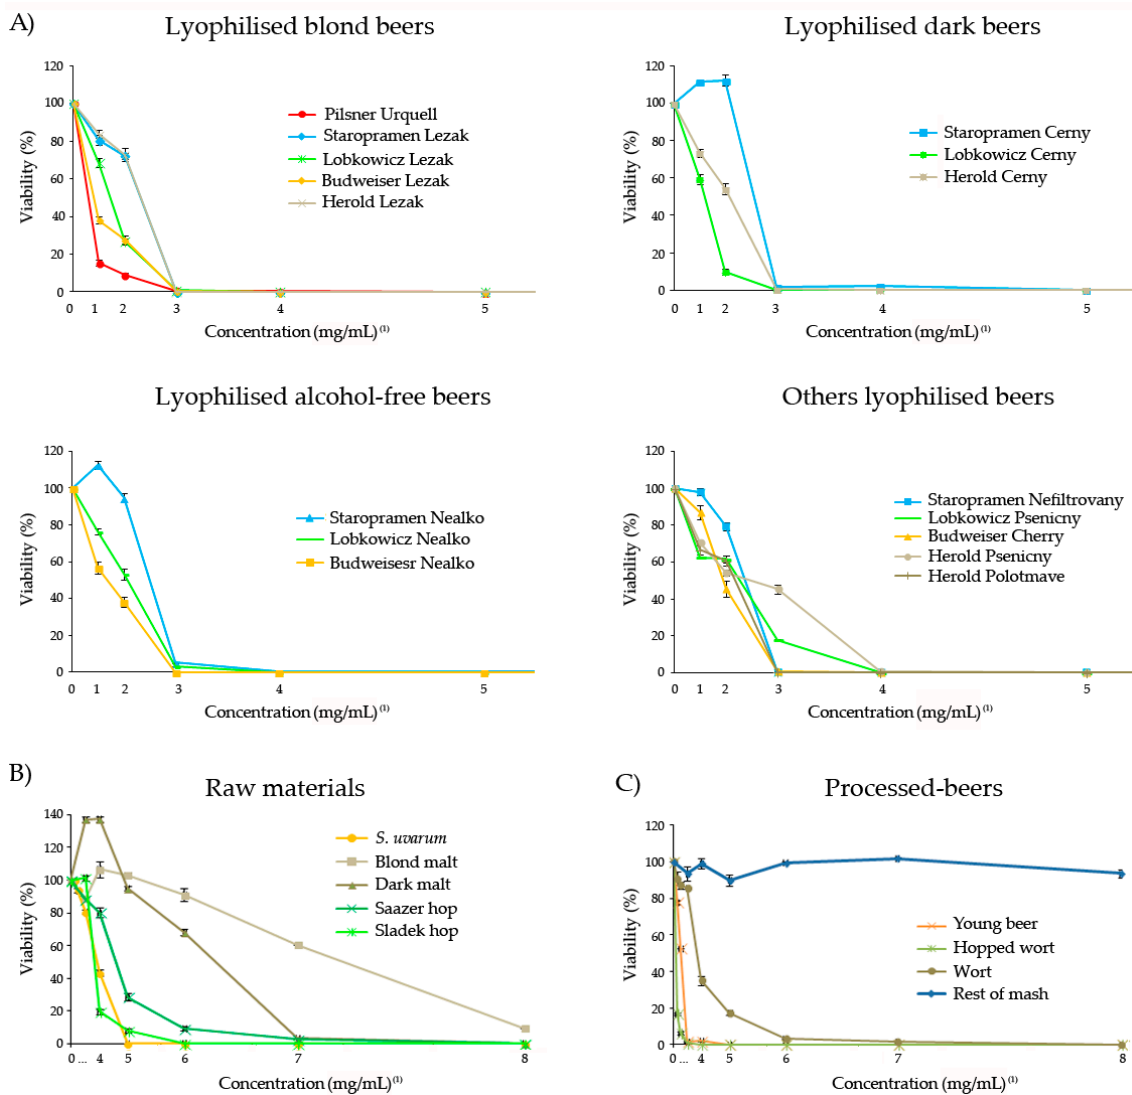 A)
Lyophilised blond beers
Viability (%)
120
100
80
60
40
20
0
Pilsner Urquell
Staropramen Lezak
Lobkowicz Lezak
Budweiser Lezak
Herold Lezak
0 1 2 3 4 5
Concentration (mg/mL) (1)
Lyophilised dark beers
Viability (%)
120
100
80
60
40
20
0
Staropramen Cerny
Lobkowicz Cerny
Herold Cerny
0 1 2 3 4 5
Concentration (mg/mL) (1)
Lyophilised alcohol-free beers
Viability (%)
120
100
80
60
40
20
0
Staropramen Nealko
Lobkowicz Nealko
Budweisesr Nealko
0 1 2 3 4 5
Concentration (mg/mL) (1)
Others lyophilised beers
Viability (%)
120
100
80
60
40
20
0
Staropramen Nefiltrovany
Lobkowicz Psenicny
Budweiser Cherry
Herold Psenicny
Herold Polotmave
0 1 2 3 4 5
Concentration (mg/mL) (1)
B)
Raw materials
Viability (%)
140
120
100
80
60
40
20
0
S. uvarum
Blond malt
Dark malt
Saazer hop
Sladek hop
0 ... 4 5 6 7 8
Concentration (mg/mL) (1)
C)
Processed-beers
Viability (%)
120
100
80
60
40
20
0
Young beer
Hopped wort
Wort
Rest of mash
0 ... 4 5 6 7 8
Concentration (mg/mL) (1)